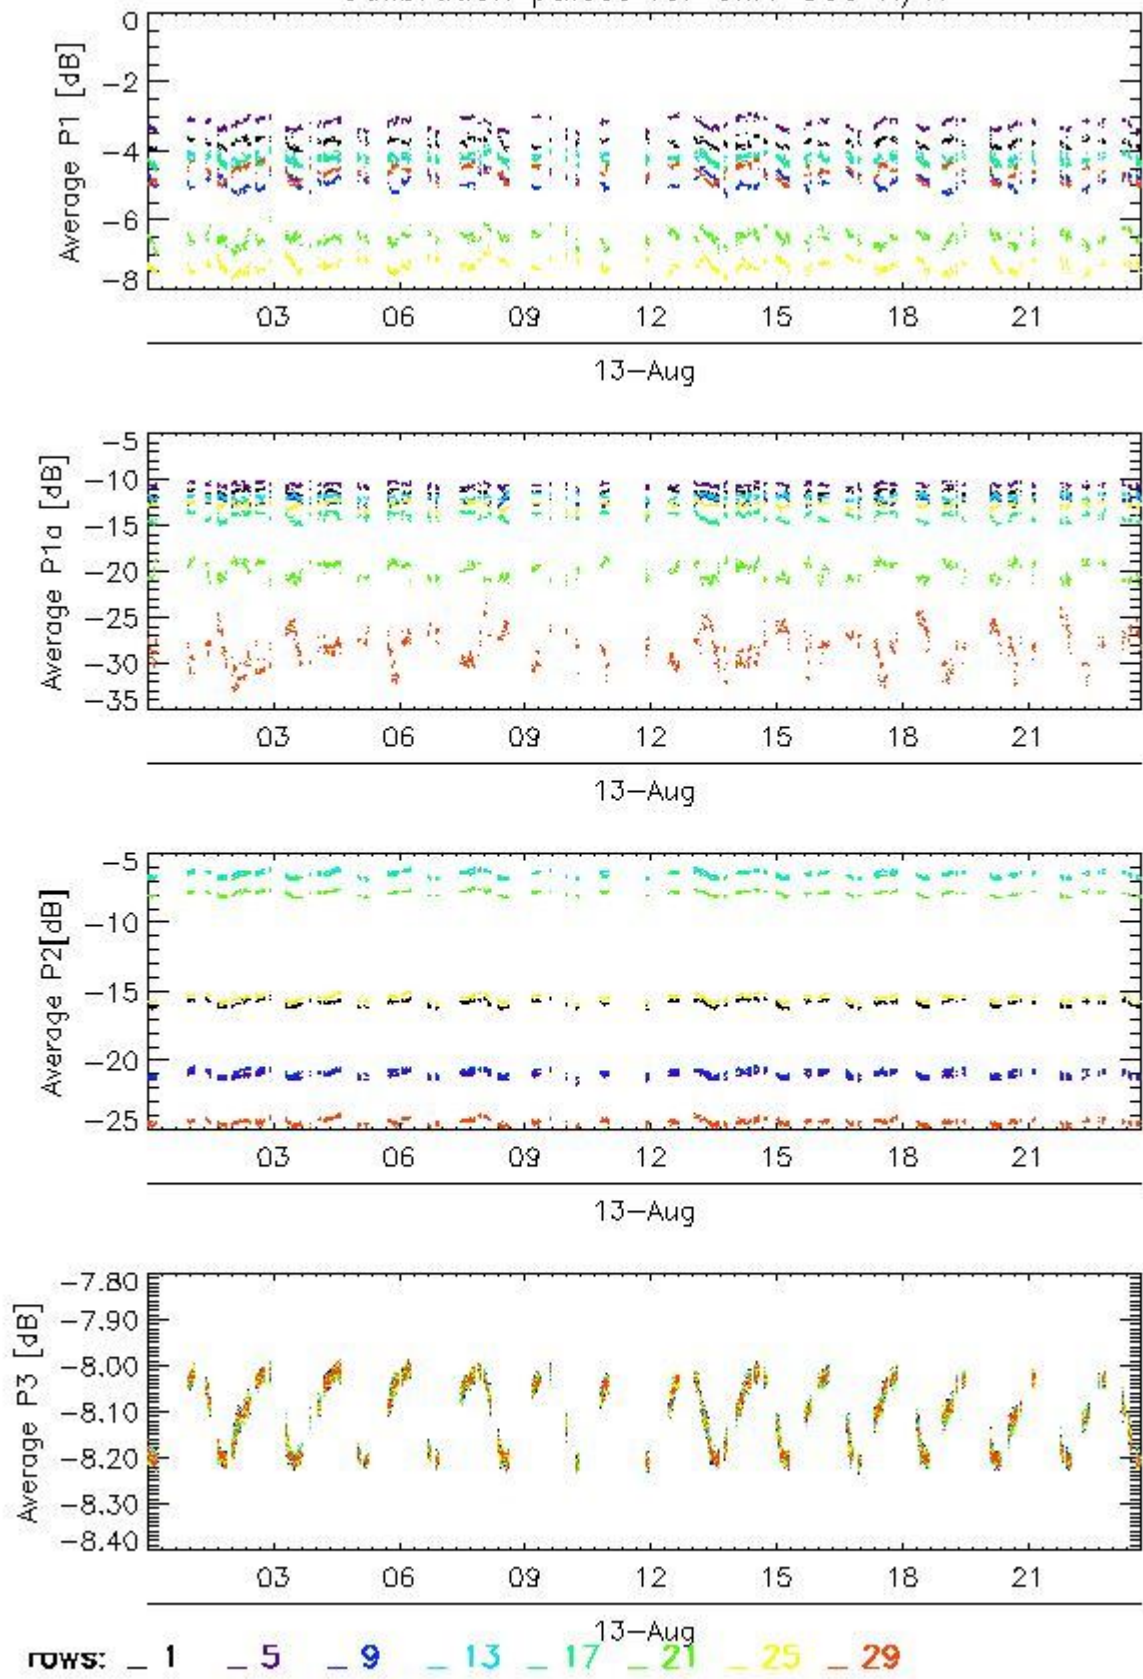 Average P1 [dB]
0
−2
−4
−6
−8
03 06 09 12 15 18 21
13−Aug
Average P1a [dB]
−5
−10
−15
−20
−25
−30
−35
03 06 09 12 15 18 21
13−Aug
Average P2[dB]
−5
−10
−15
−20
−25
03 06 09 12 15 18 21
13−Aug
Average P3 [dB]
−7.80
−7.90
−8.00
−8.10
−8.20
−8.30
−8.40
03 06 09 12 15 18 21
13−Aug
rows: _ 1 _ 5 _ 9 _ 13 _ 17 _ 21 _ 25 _ 29